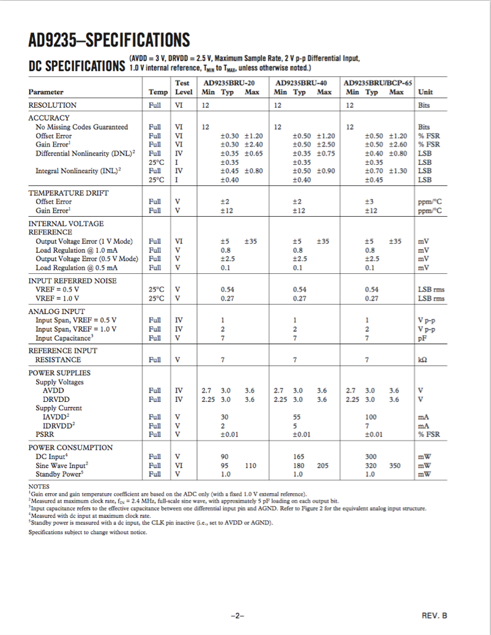 AD9235–SPECIFICATIONS
DC SPECIFICATIONS (AVDD = 3 V, DRVDD = 2.5 V, Maximum Sample Rate, 2 V p-p Differential Input,
1.0 V internal reference, TMIN to TMAX, unless otherwise noted.)
Test AD9235BRU-20 AD9235BRU-40 AD9235BRU/BCP-65
Parameter Temp Level Min Typ Max Min Typ Max Min Typ Max Unit
RESOLUTION Full VI 12 12 12 Bits
ACCURACY
No Missing Codes Guaranteed Full VI 12 12 12 Bits
Offset Error Full VI ±0.30 ±1.20 ±0.50 ±1.20 ±0.50 ±1.20 % FSR
Gain Error1 Full VI ±0.30 ±2.40 ±0.50 ±2.50 ±0.50 ±2.60 % FSR
Differential Nonlinearity (DNL)2 Full IV ±0.35 ±0.65 ±0.35 ±0.75 ±0.40 ±0.80 LSB
25°C I ±0.35 ±0.35 ±0.35 LSB
Integral Nonlinearity (INL)2 Full IV ±0.45 ±0.80 ±0.50 ±0.90 ±0.70 ±1.30 LSB
25°C I ±0.40 ±0.40 ±0.45 LSB
TEMPERATURE DRIFT
Offset Error Full V ±2 ±2 ±3 ppm/°C
Gain Error1 Full V ±12 ±12 ±12 ppm/°C
INTERNAL VOLTAGE
REFERENCE
Output Voltage Error (1 V Mode) Full VI ±5 ±35 ±5 ±35 ±5 ±35 mV
Load Regulation @ 1.0 mA Full V 0.8 0.8 0.8 mV
Output Voltage Error (0.5 V Mode) Full V ±2.5 ±2.5 ±2.5 mV
Load Regulation @ 0.5 mA Full V 0.1 0.1 0.1 mV
INPUT REFERRED NOISE
VREF = 0.5 V 25°C V 0.54 0.54 0.54 LSB rms
VREF = 1.0 V 25°C V 0.27 0.27 0.27 LSB rms
ANALOG INPUT
Input Span, VREF = 0.5 V Full IV 1 1 1 V p-p
Input Span, VREF = 1.0 V Full IV 2 2 2 V p-p
Input Capacitance3 Full V 7 7 7 pF
REFERENCE INPUT
RESISTANCE Full V 7 7 7 kΩ
POWER SUPPLIES
Supply Voltages
AVDD Full IV 2.7 3.0 3.6 2.7 3.0 3.6 2.7 3.0 3.6 V
DRVDD Full IV 2.25 3.0 3.6 2.25 3.0 3.6 2.25 3.0 3.6 V
Supply Current
IAVDD2 Full V 30 55 100 mA
IDRVDD2 Full V 2 5 7 mA
PSRR Full V ±0.01 ±0.01 ±0.01 % FSR
POWER CONSUMPTION
DC Input4 Full V 90 165 300 mW
Sine Wave Input2 Full VI 95 110 180 205 320 350 mW
Standby Power5 Full V 1.0 1.0 1.0 mW
NOTES
1Gain error and gain temperature coefficient are based on the ADC only (with a fixed 1.0 V external reference).
2Measured at maximum clock rate, fIN = 2.4 MHz, full-scale sine wave, with approximately 5 pF loading on each output bit.
3Input capacitance refers to the effective capacitance between one differential input pin and AGND. Refer to Figure 2 for the equivalent analog input structure.
4Measured with dc input at maximum clock rate.
5Standby power is measured with a dc input, the CLK pin inactive (i.e., set to AVDD or AGND).
Specifications subject to change without notice.
–2–
REV. B